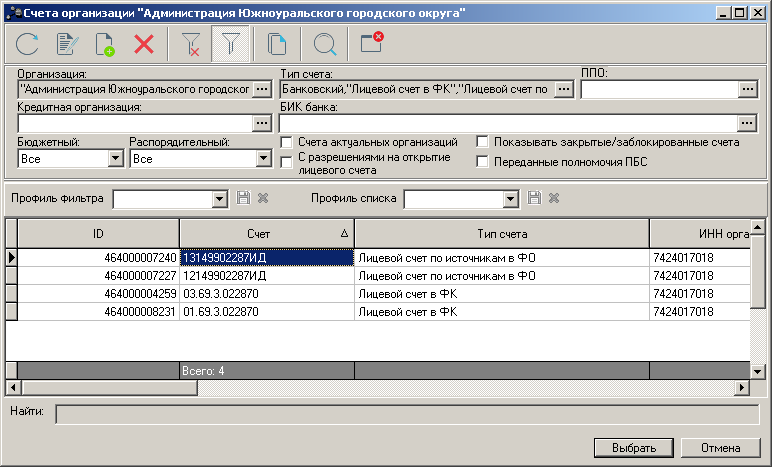 Счета организации "Администрация Южноуральского городского округа"
Организация: Тип счета: ППО:
"Администрация Южноуральского городског ... Банковский,"Лицевой счет в ФК","Лицевой счет по ... ...
Кредитная организация: БИК банка:
... ...
Бюджетный: Распорядительный: Счета актуальных организаций Показывать закрытые/заблокированные счета
Все Все С разрешениями на открытие лицевого счета Переданные полномочия ПБС
Профиль фильтра Профиль списка
ID Счет Тип счета ИНН орга
464000007240 13149902287ИД Лицевой счет по источникам в ФО 7424017018
464000007227 12149902287ИД Лицевой счет по источникам в ФО 7424017018
464000004259 03.69.3.022870 Лицевой счет в ФК 7424017018
464000008231 01.69.3.022870 Лицевой счет в ФК 7424017018
Всего: 4
Найти:
Выбрать Отмена